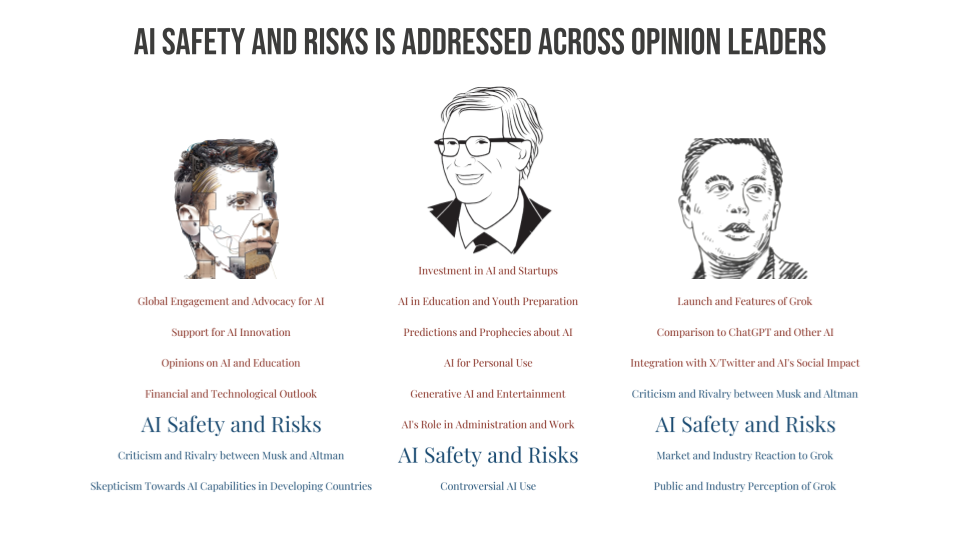 AI SAFETY AND RISKS IS ADDRESSED ACROSS OPINION LEADERS
Global Engagement and Advocacy for AI
Support for AI Innovation
Opinions on AI and Education
Financial and Technological Outlook
AI Safety and Risks
Criticism and Rivalry between Musk and Altman
Skepticism Towards AI Capabilities in Developing Countries
Investment in AI and Startups
AI in Education and Youth Preparation
Predictions and Prophecies about AI
AI for Personal Use
Generative AI and Entertainment
AI's Role in Administration and Work
AI Safety and Risks
Controversial AI Use
Launch and Features of Grok
Comparison to ChatGPT and Other AI
Integration with X/Twitter and AI's Social Impact
Criticism and Rivalry between Musk and Altman
AI Safety and Risks
Market and Industry Reaction to Grok
Public and Industry Perception of Grok